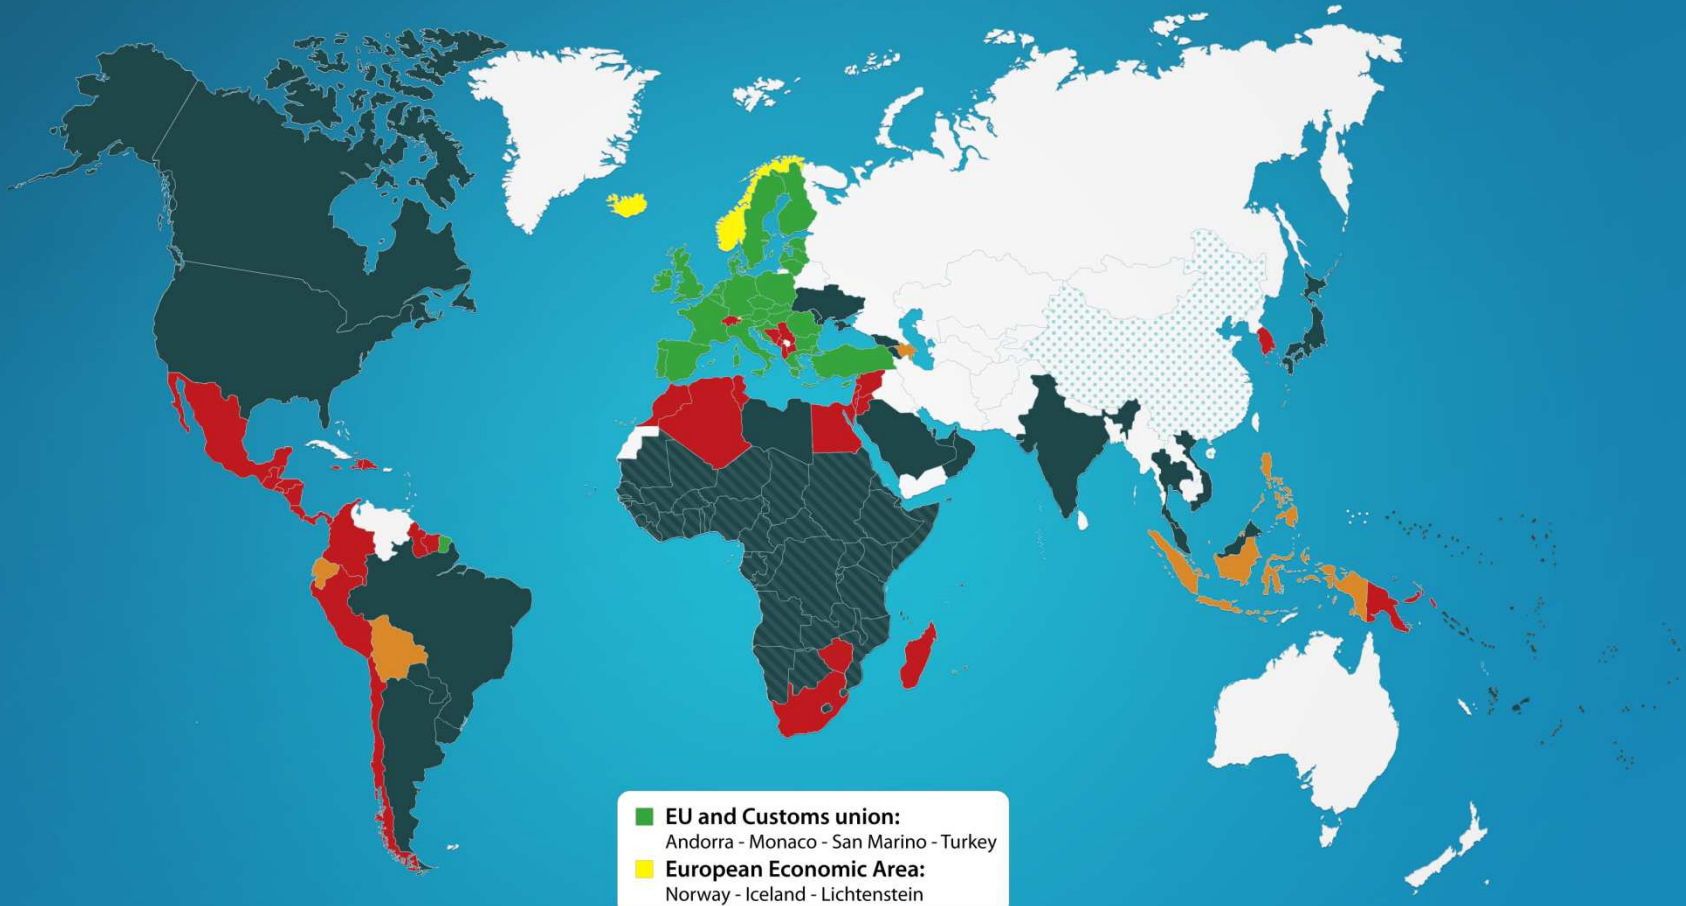 EU and Customs union:
Andorra - Monaco - San Marino - Turkey
European Economic Area:
Norway - Iceland - Lichtenstein